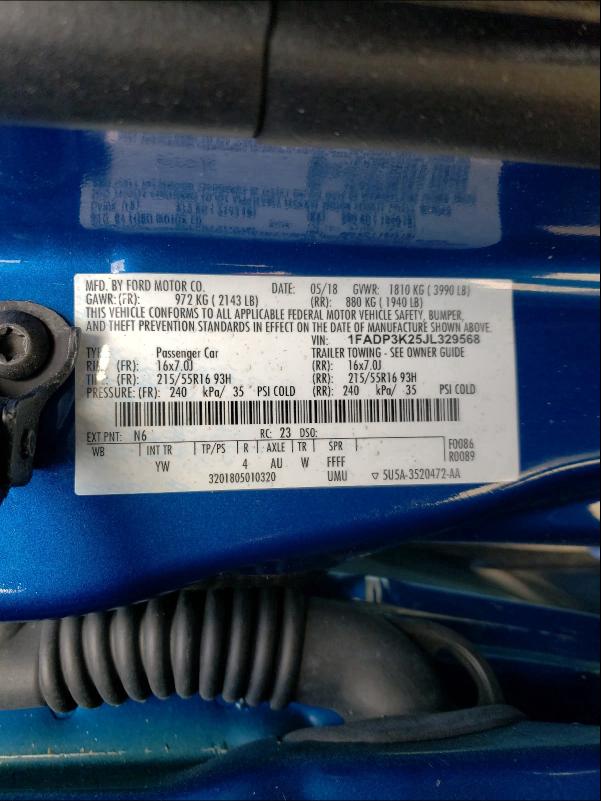 MFD. BY FORD MOTOR CO. DATE: 05/18 GVWR: 1810 KG ( 3990 LB)
GAWR: (FR): 972 KG ( 2143 LB) (RR): 880 KG ( 1940 LB)
THIS VEHICLE CONFORMS TO ALL APPLICABLE FEDERAL MOTOR VEHICLE SAFETY, BUMPER,
AND THEFT PREVENTION STANDARDS IN EFFECT ON THE DATE OF MANUFACTURE SHOWN ABOVE.
VIN: 1FADP3K25JL329568
TYPE: Passenger Car TRAILER TOWING - SEE OWNER GUIDE
RIM: (FR): 16x7.0J (RR): 16x7.0J
TIRE: (FR): 215/55R16 93H (RR): 215/55R16 93H
PRESSURE: (FR): 240 kPa/ 35 PSI COLD (RR): 240 kPa/ 35 PSI COLD
EXT PNT: N6 RC: 23 DSO: F0086
WB INT TR TP/PS R AXLE TR SPR R0089
YW 4 AU W FFFF
3201805010320 UMU ▽ 5U5A-3520472-AA